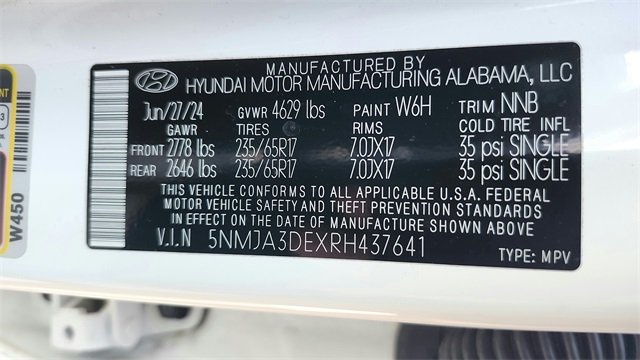 MANUFACTURED BY
HYUNDAI MOTOR MANUFACTURING ALABAMA, LLC
Jun/27/24 GVWR 4629 lbs PAINT W6H TRIM NNB
GAWR TIRES RIMS COLD TIRE INFL
FRONT 2778 lbs 235/65R17 7.0JX17 35 psi SINGLE
REAR 2646 lbs 235/65R17 7.0JX17 35 psi SINGLE
THIS VEHICLE CONFORMS TO ALL APPLICABLE U.S.A. FEDERAL
MOTOR VEHICLE SAFETY AND THEFT PREVENTION STANDARDS
IN EFFECT ON THE DATE OF MANUFACTURE SHOWN ABOVE.
V.I.N 5NMJA3DEXRH437641
TYPE: MPV
W450